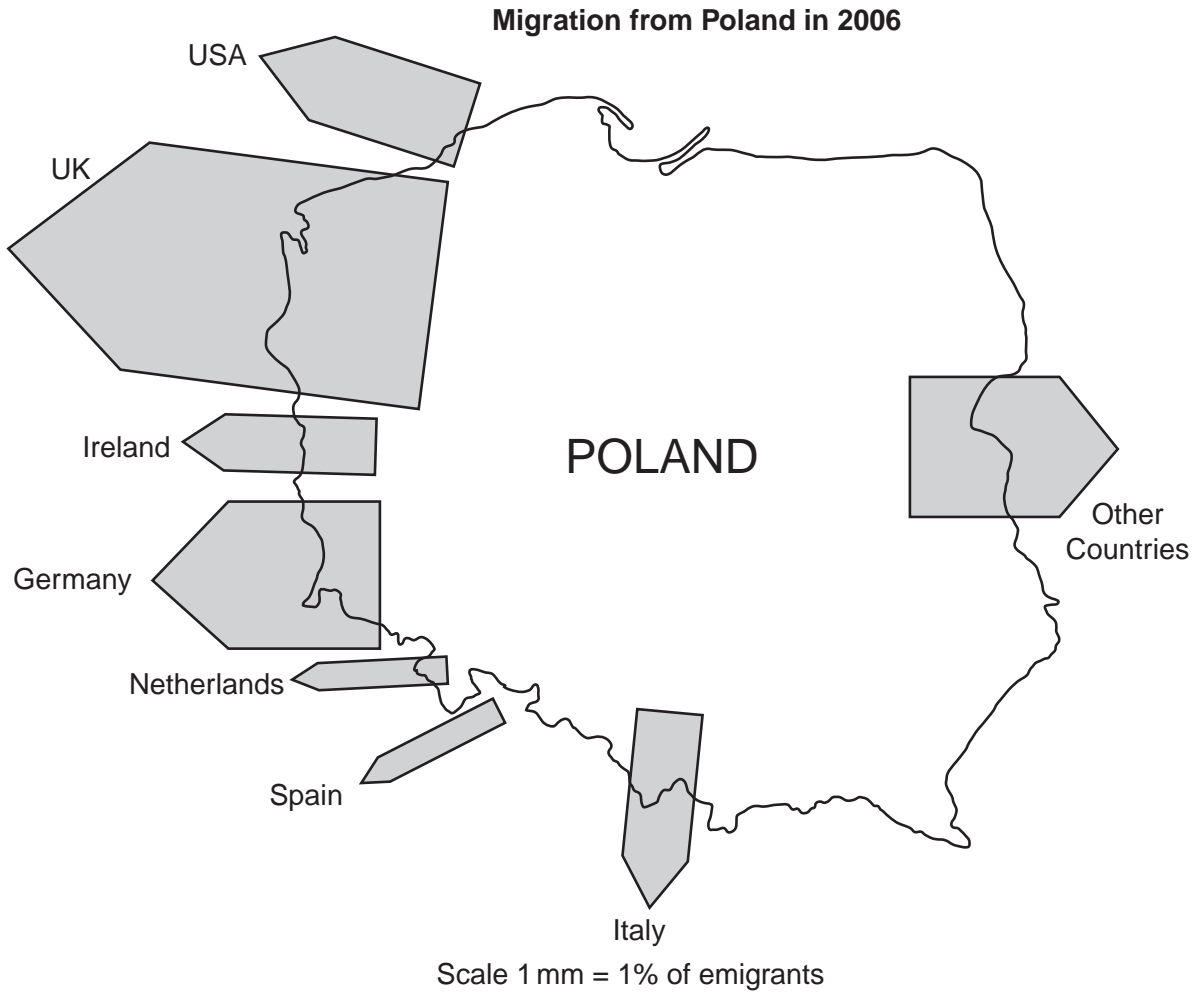 Migration from Poland in 2006
USA
UK
Ireland
POLAND
Other
Countries
Germany
Netherlands
Spain
Italy
Scale 1 mm = 1% of emigrants